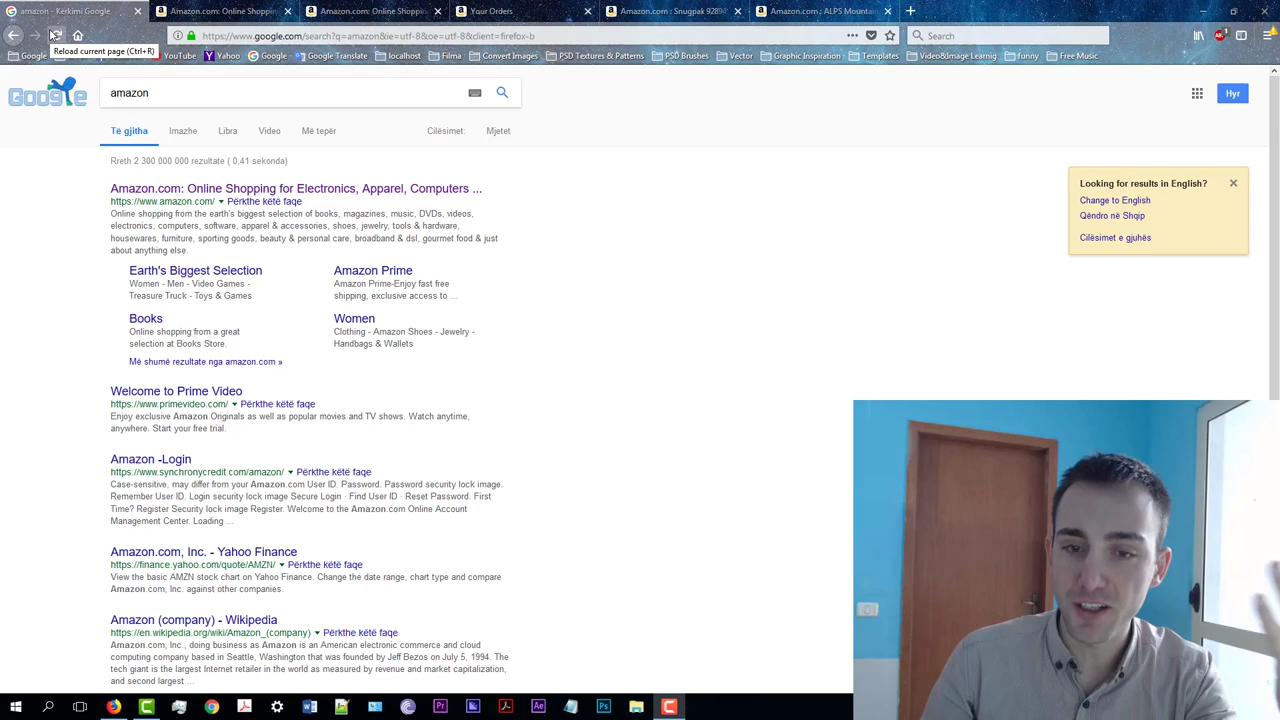 amazon - Kërkimi Google
Amazon.com: Online Shoppin
Amazon.com: Online Shoppin
Your Orders
Amazon.com : Snugpak 9289
Amazon.com : ALPS Mountai
https://www.google.com/search?q=amazon&ie=utf-8&oe=utf-8&client=firefox-b
Search
Reload current page (Ctrl+R)
Google
YouTube
Yahoo
Google
Google Translate
localhost
Filma
Convert Images
PSD Textures & Patterns
PSD Brushes
Vector
Graphic Inspiration
Templates
Video&Image Learnig
funny
Free Music
Google
amazon
Hyr
Të gjitha
Imazhe
Libra
Video
Më tepër
Cilësimet:
Mjetet
Rreth 2 300 000 000 rezultate ( 0,41 sekonda)
Amazon.com: Online Shopping for Electronics, Apparel, Computers ...
https://www.amazon.com/ Përkthe këtë faqe
Online shopping from the earth's biggest selection of books, magazines, music, DVDs, videos,
electronics, computers, software, apparel & accessories, shoes, jewelry, tools & hardware,
housewares, furniture, sporting goods, beauty & personal care, broadband & dsl, gourmet food & just
about anything else.
Earth's Biggest Selection
Women - Men - Video Games -
Treasure Truck - Toys & Games
Amazon Prime
Amazon Prime-Enjoy fast free
shipping, exclusive access to ...
Books
Online shopping from a great
selection at Books Store.
Women
Clothing - Amazon Shoes - Jewelry -
Handbags & Wallets
Më shumë rezultate nga amazon.com »
Welcome to Prime Video
https://www.primevideo.com/ Përkthe këtë faqe
Enjoy exclusive Amazon Originals as well as popular movies and TV shows. Watch anytime,
anywhere. Start your free trial.
Amazon -Login
https://www.synchronycredit.com/amazon/ Përkthe këtë faqe
Case-sensitive, may differ from your Amazon.com User ID. Password. Password security lock image.
Remember User ID. Login security lock image Secure Login · Find User ID · Reset Password. First
Time? Register Security lock image Register. Welcome to the Amazon.com Online Account
Management Center. Loading ...
Amazon.com, Inc. - Yahoo Finance
https://finance.yahoo.com/quote/AMZN/ Përkthe këtë faqe
View the basic AMZN stock chart on Yahoo Finance. Change the date range, chart type and compare
Amazon.com, Inc. against other companies.
Amazon (company) - Wikipedia
https://en.wikipedia.org/wiki/Amazon_(company) Përkthe këtë faqe
Amazon.com, Inc., doing business as Amazon is an American electronic commerce and cloud
computing company based in Seattle, Washington that was founded by Jeff Bezos on July 5, 1994. The
tech giant is the largest Internet retailer in the world as measured by revenue and market capitalization,
and second largest ...
Looking for results in English?
Change to English
Qëndro në Shqip
Cilësimet e gjuhës
Pr
Ae
Ps